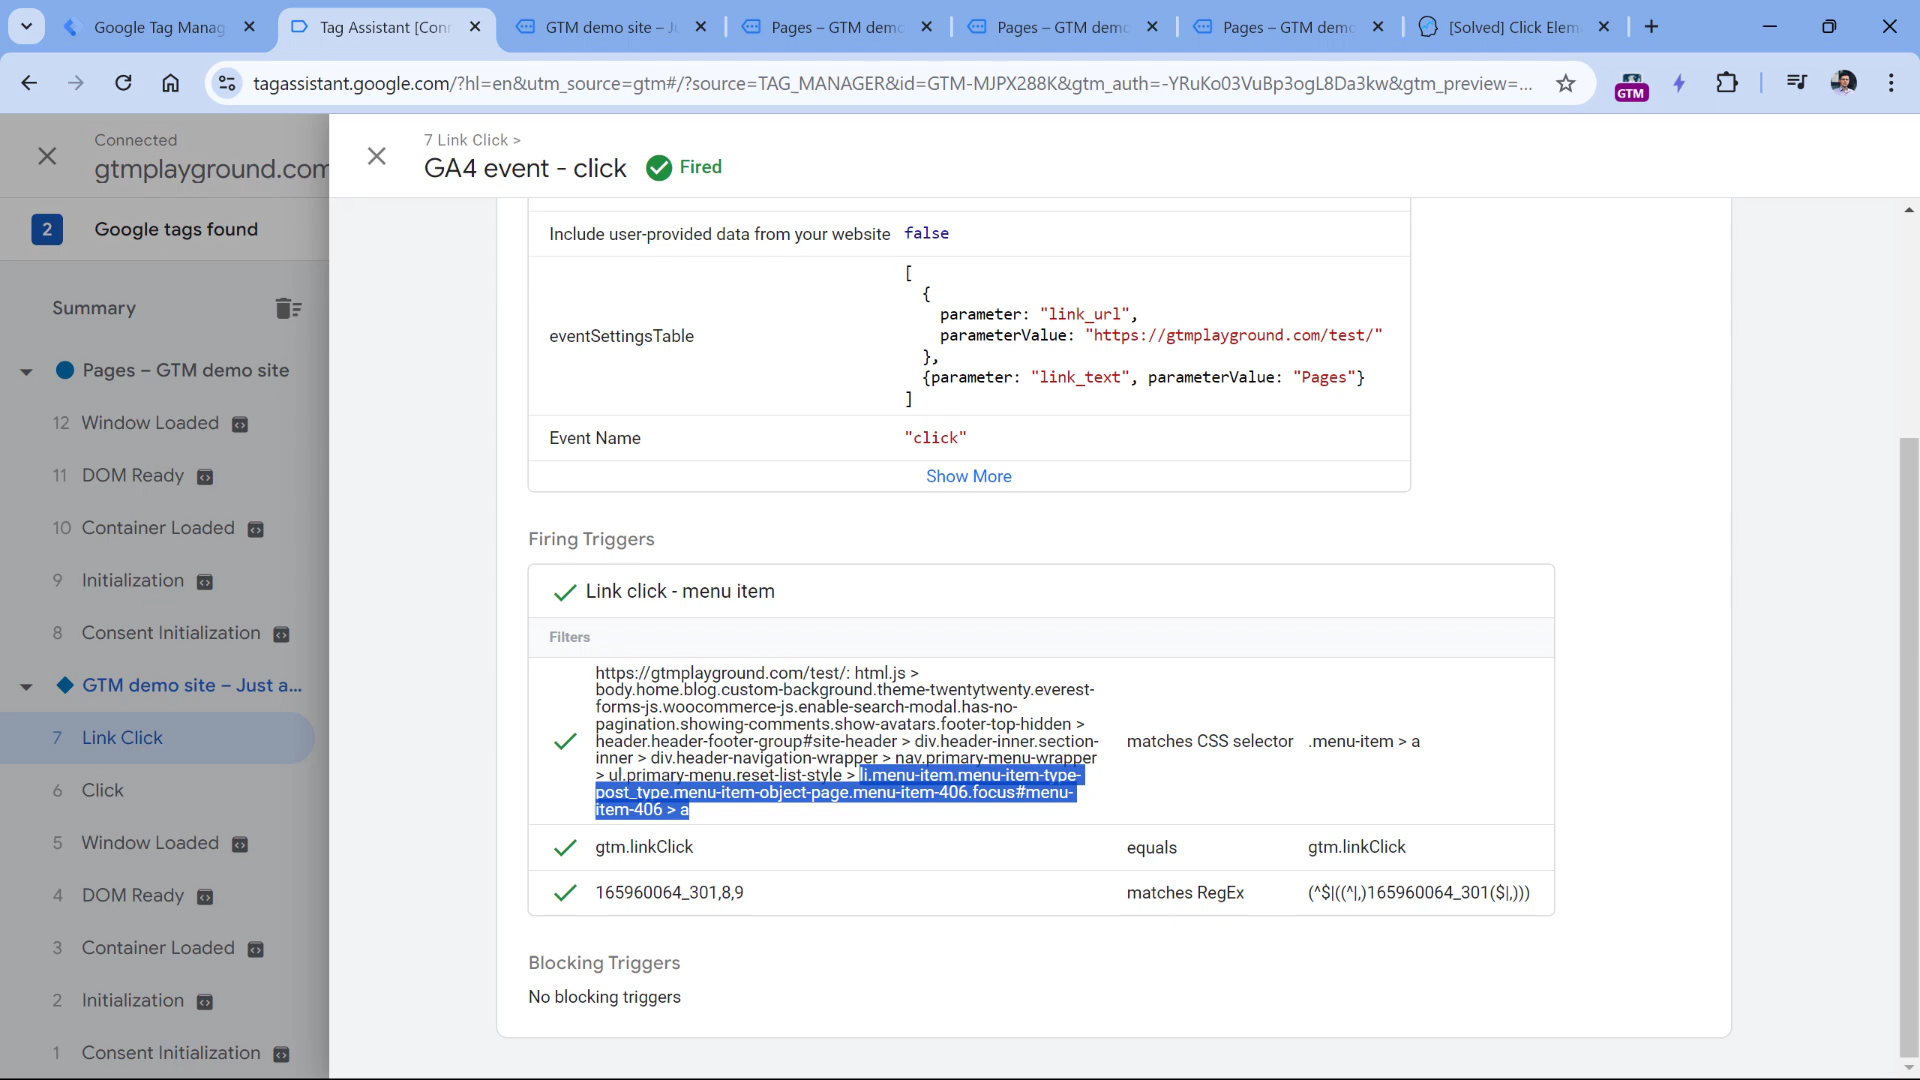 Google Tag Manag
Tag Assistant [Conn
GTM demo site – Ju
Pages – GTM demo
Pages – GTM demo
Pages – GTM demo
[Solved] Click Elem
tagassistant.google.com/?hl=en&utm_source=gtm#/?source=TAG_MANAGER&id=GTM-MJPX288K&gtm_auth=-YRuKo03VuBp3ogL8Da3kw&gtm_preview=...
GTM
Connected
gtmplayground.com
2 Google tags found
Summary
Pages – GTM demo site
12 Window Loaded
11 DOM Ready
10 Container Loaded
9 Initialization
8 Consent Initialization
GTM demo site – Just a...
7 Link Click
6 Click
5 Window Loaded
4 DOM Ready
3 Container Loaded
2 Initialization
1 Consent Initialization
7 Link Click >
GA4 event - click Fired
Include user-provided data from your website false
eventSettingsTable
[
{
parameter: "link_url",
parameterValue: "https://gtmplayground.com/test/"
},
{parameter: "link_text", parameterValue: "Pages"}
]
Event Name "click"
Show More
Firing Triggers
Link click - menu item
Filters
https://gtmplayground.com/test/: html.js >
body.home.blog.custom-background.theme-twentytwenty.everest-
forms-js.woocommerce-js.enable-search-modal.has-no-
pagination.showing-comments.show-avatars.footer-top-hidden >
header.header-footer-group#site-header > div.header-inner.section-
inner > div.header-navigation-wrapper > nav.primary-menu-wrapper
> ul.primary-menu.reset-list-style > li.menu-item.menu-item-type-
post_type.menu-item-object-page.menu-item-406.focus#menu-
item-406 > a
matches CSS selector .menu-item > a
gtm.linkClick equals gtm.linkClick
165960064_301,8,9 matches RegEx (^$|((^|,)165960064_301($|,)))
Blocking Triggers
No blocking triggers